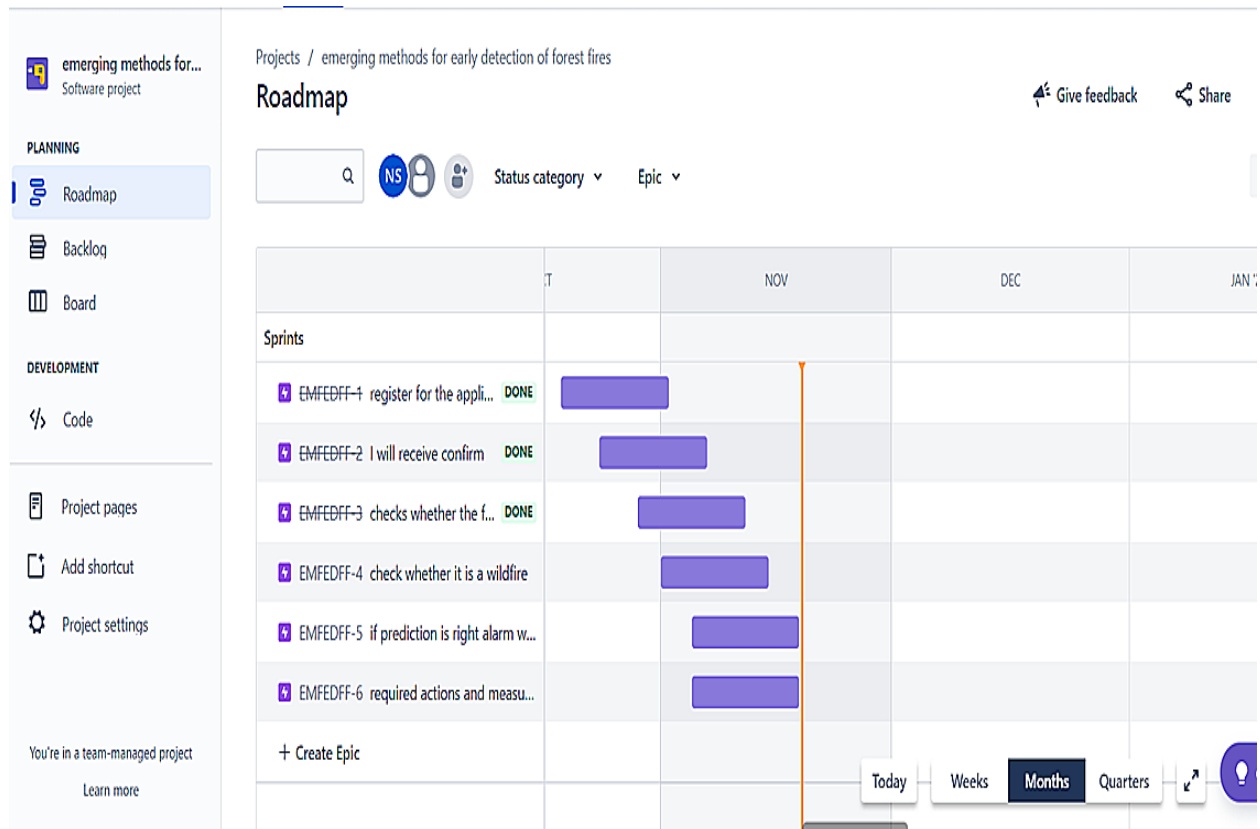 emerging methods for...
Software project
PLANNING
Roadmap
Backlog
Board
DEVELOPMENT
Code
Project pages
Add shortcut
Project settings
You're in a team-managed project
Learn more
Projects / emerging methods for early detection of forest fires
Roadmap
Give feedback
Share
NS
Status category
Epic
NOV
DEC
JAN
Sprints
EMFEDFF-1 register for the appli... DONE
EMFEDFF-2 I will receive confirm DONE
EMFEDFF-3 checks whether the f... DONE
EMFEDFF-4 check whether it is a wildfire
EMFEDFF-5 if prediction is right alarm w...
EMFEDFF-6 required actions and measu...
+ Create Epic
Today
Weeks
Months
Quarters